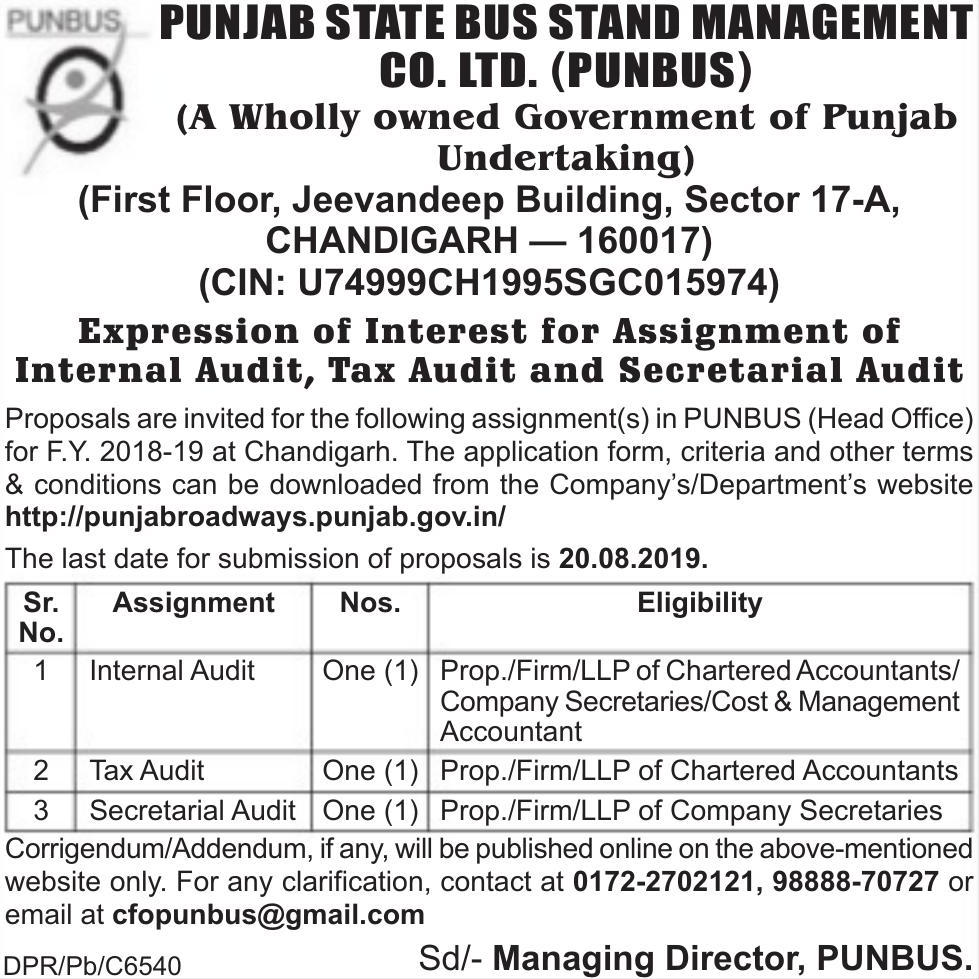 PUNBUS
PUNJAB STATE BUS STAND MANAGEMENT
CO. LTD. (PUNBUS)
(A Wholly owned Government of Punjab
Undertaking)
(First Floor, Jeevandeep Building, Sector 17-A,
CHANDIGARH — 160017)
(CIN: U74999CH1995SGC015974)
Expression of Interest for Assignment of
Internal Audit, Tax Audit and Secretarial Audit
Proposals are invited for the following assignment(s) in PUNBUS (Head Office)
for F.Y. 2018-19 at Chandigarh. The application form, criteria and other terms
& conditions can be downloaded from the Company's/Department's website
http://punjabroadways.punjab.gov.in/
The last date for submission of proposals is 20.08.2019.
Sr. No. Assignment Nos. Eligibility
1 Internal Audit One (1) Prop./Firm/LLP of Chartered Accountants/
Company Secretaries/Cost & Management
Accountant
2 Tax Audit One (1) Prop./Firm/LLP of Chartered Accountants
3 Secretarial Audit One (1) Prop./Firm/LLP of Company Secretaries
Corrigendum/Addendum, if any, will be published online on the above-mentioned
website only. For any clarification, contact at 0172-2702121, 98888-70727 or
email at cfopunbus@gmail.com
DPR/Pb/C6540 Sd/- Managing Director, PUNBUS.